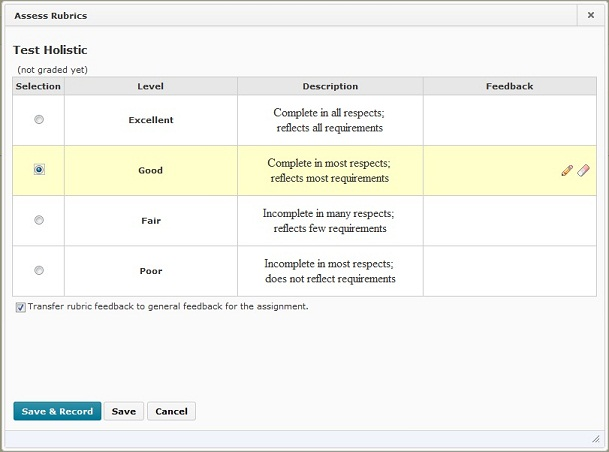 Assess Rubrics
Test Holistic
(not graded yet)
Selection Level Description Feedback
Excellent
Complete in all respects;
reflects all requirements
Good
Complete in most respects;
reflects most requirements
Fair
Incomplete in many respects;
reflects few requirements
Poor
Incomplete in most respects;
does not reflect requirements
Transfer rubric feedback to general feedback for the assignment.
Save & Record Save Cancel